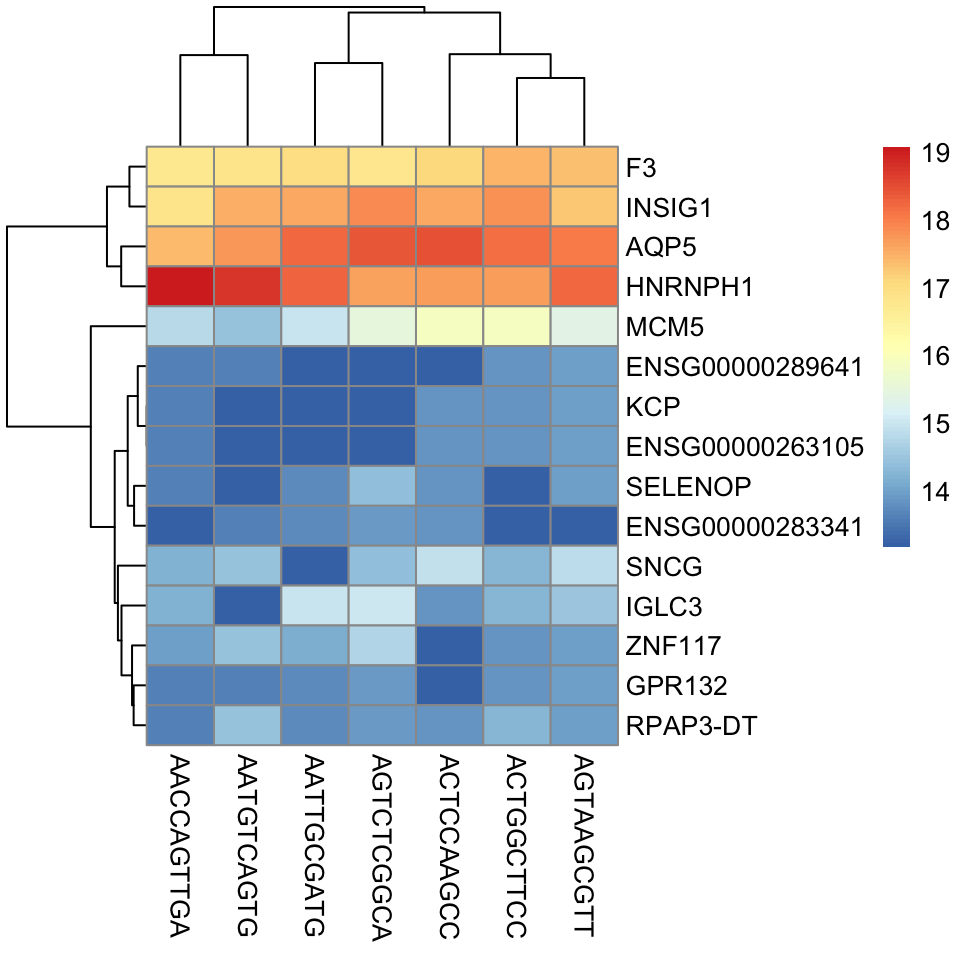 F3
INSIG1
AQP5
HNRNPH1
MCM5
ENSG00000289641
KCP
ENSG00000263105
SELENOP
ENSG00000283341
SNCG
IGLC3
ZNF117
GPR132
RPAP3-DT
19
18
17
16
15
14
AACCAGTTGA
AATGTCAGTG
AATTGCGATG
AGTCTCGGCA
ACTCCAAGCC
ACTGGCTTCC
AGTAAGCGTT